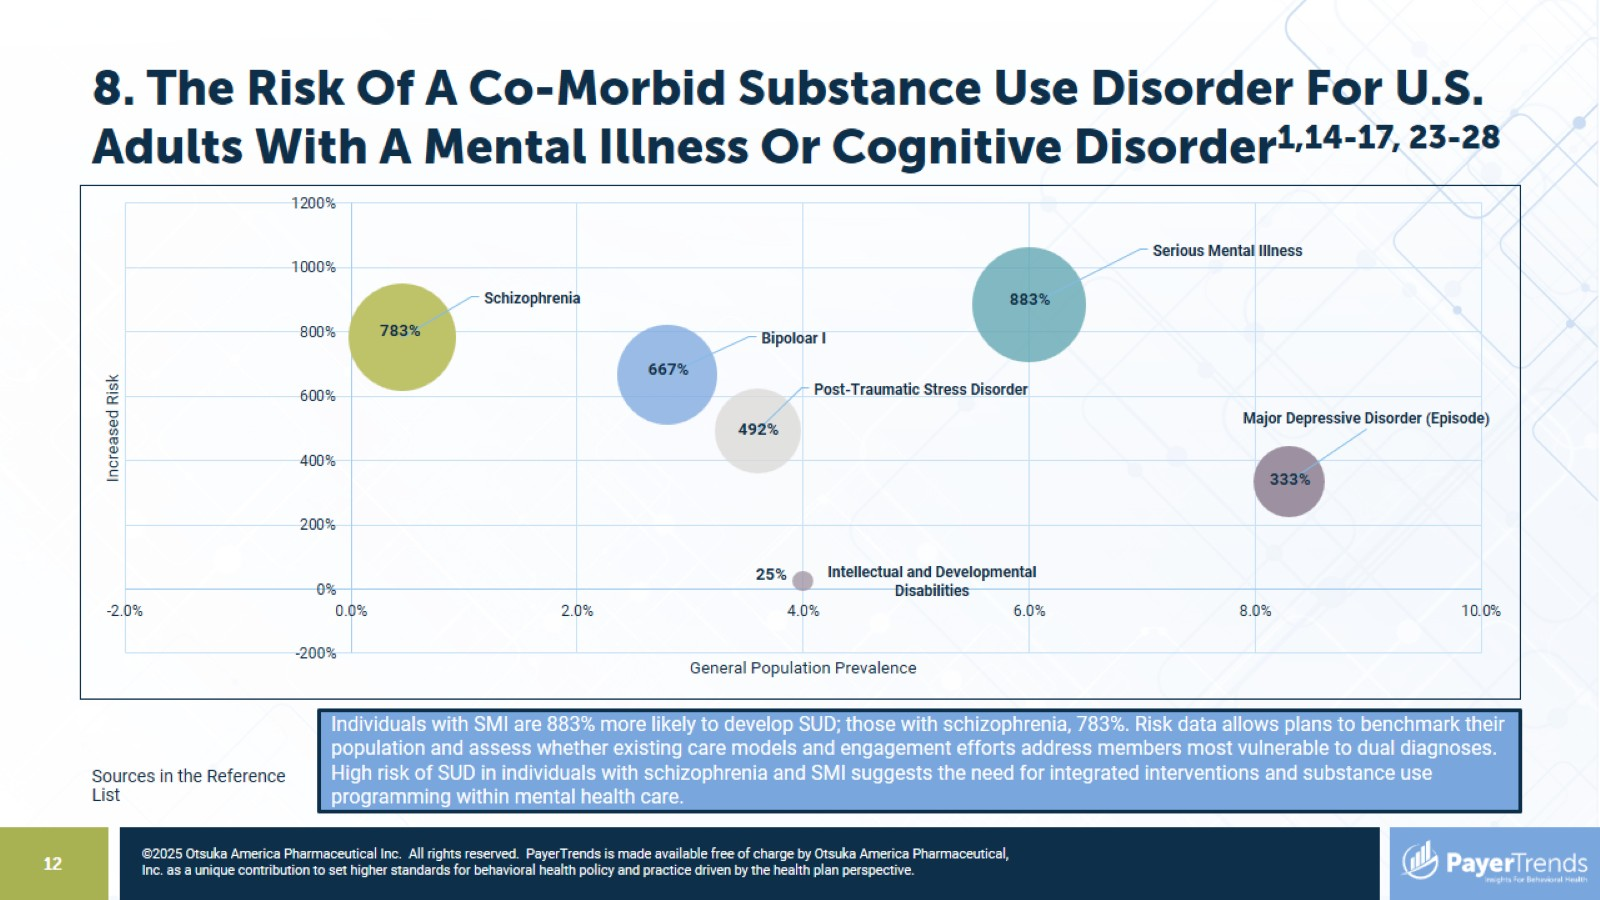 8. The Risk Of A Co-Morbid Substance Use Disorder For U.S.
Adults With A Mental Illness Or Cognitive Disorder1,14-17, 23-28
1200%
1000%
800%
600%
400%
200%
0%
-200%
Increased Risk
Schizophrenia
783%
Bipoloar I
667%
Post-Traumatic Stress Disorder
492%
Serious Mental Illness
883%
Major Depressive Disorder (Episode)
333%
25%
Intellectual and Developmental
Disabilities
-2.0%
0.0%
2.0%
4.0%
6.0%
8.0%
10.0%
General Population Prevalence
Individuals with SMI are 883% more likely to develop SUD; those with schizophrenia, 783%. Risk data allows plans to benchmark their
population and assess whether existing care models and engagement efforts address members most vulnerable to dual diagnoses.
High risk of SUD in individuals with schizophrenia and SMI suggests the need for integrated interventions and substance use
programming within mental health care.
Sources in the Reference
List
12
©2025 Otsuka America Pharmaceutical Inc. All rights reserved. PayerTrends is made available free of charge by Otsuka America Pharmaceutical,
Inc. as a unique contribution to set higher standards for behavioral health policy and practice driven by the health plan perspective.
PayerTrends
Insights For Behavioral Health